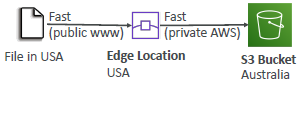 Fast
(public www)
Fast
(private AWS)
File in USA
Edge Location
USA
S3 Bucket
Australia